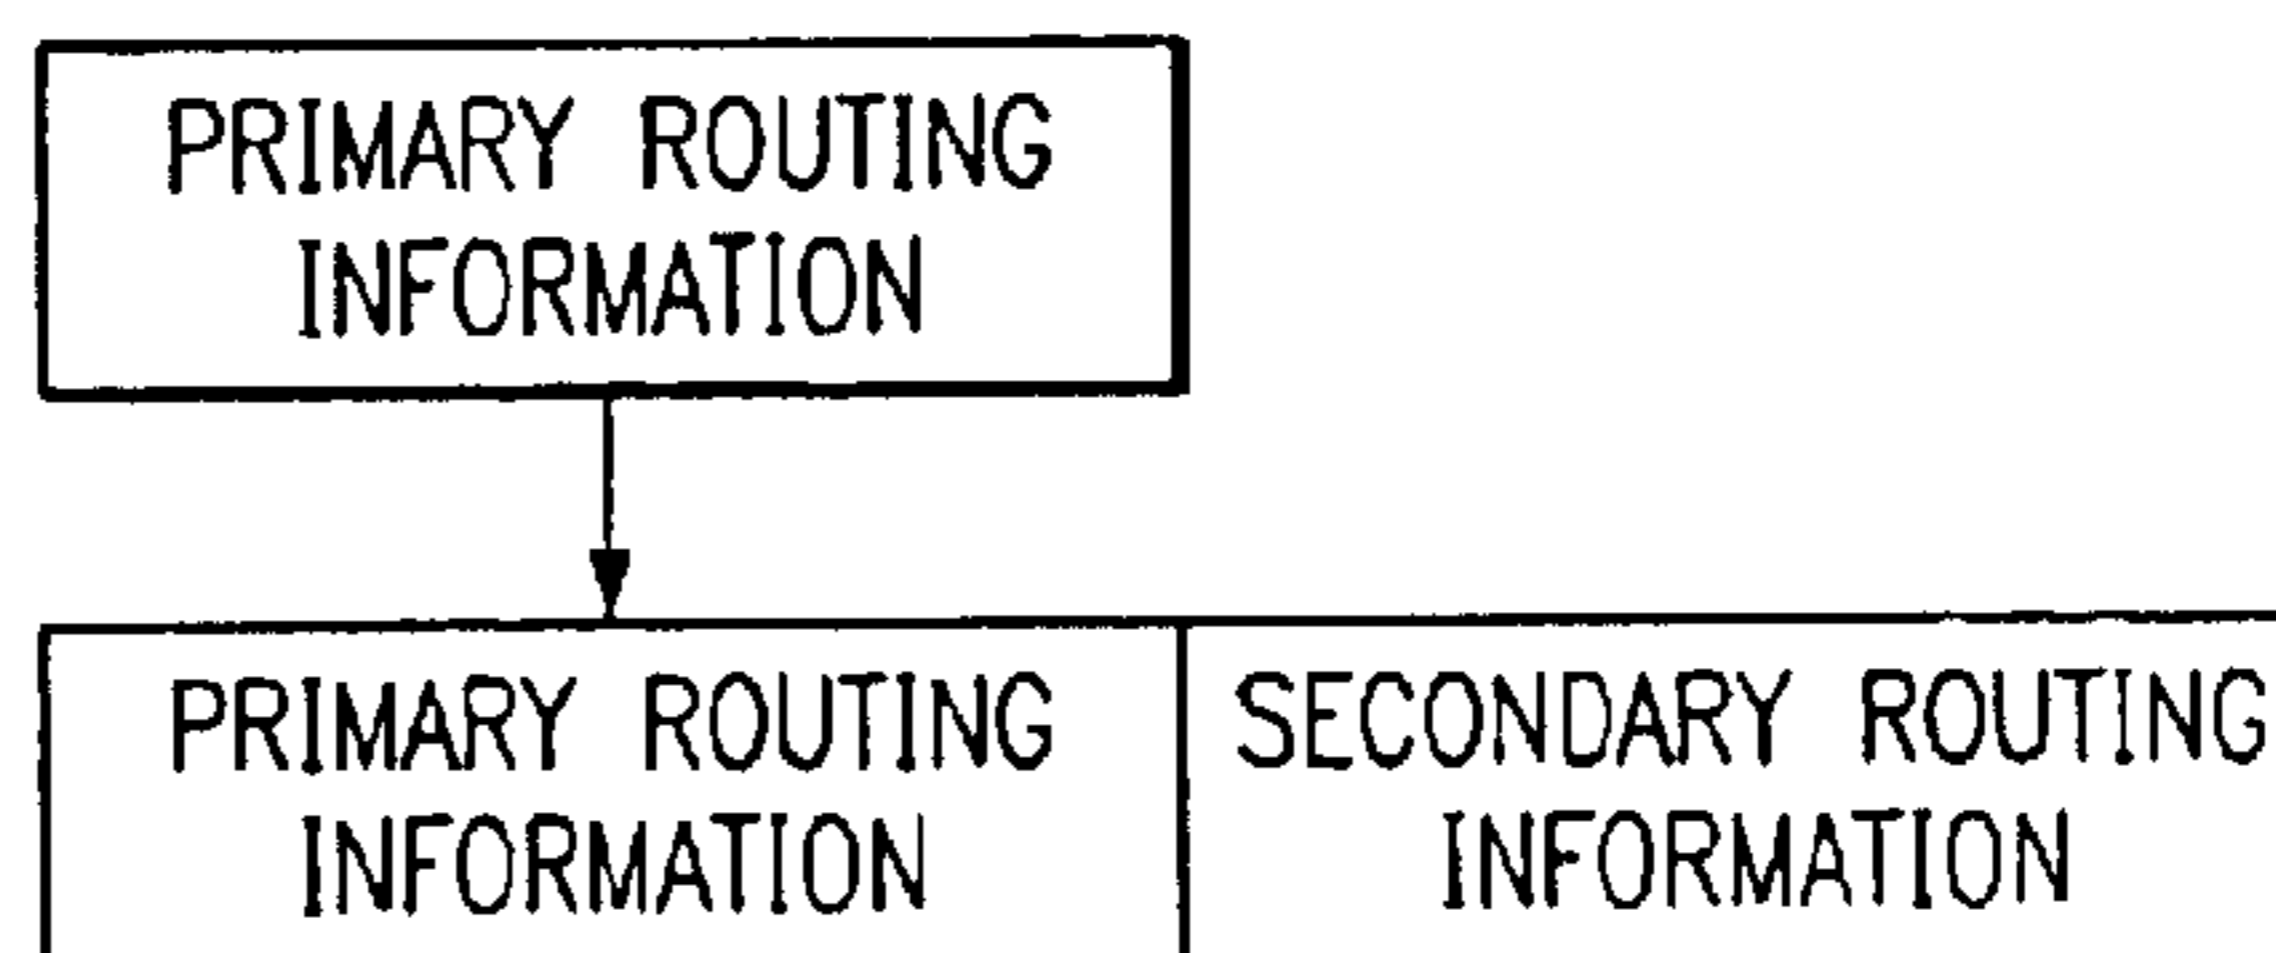 PRIMARY ROUTING
INFORMATION
PRIMARY ROUTING
INFORMATION
SECONDARY ROUTING
INFORMATION